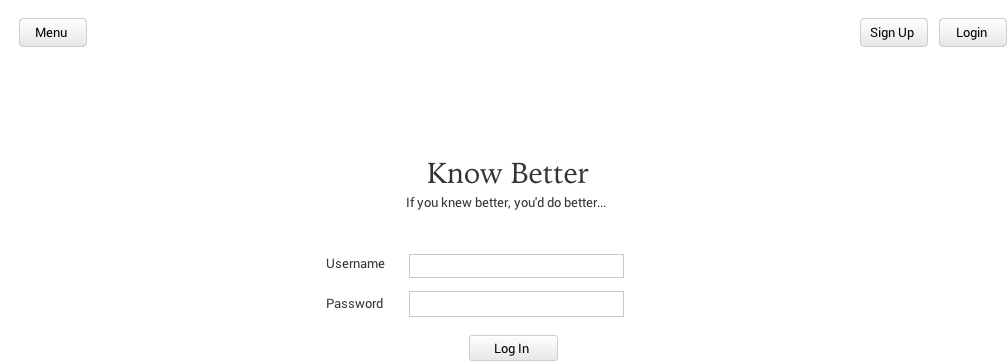 Menu
Sign Up
Login
Know Better
If you knew better, you'd do better...
Username
Password
Log In